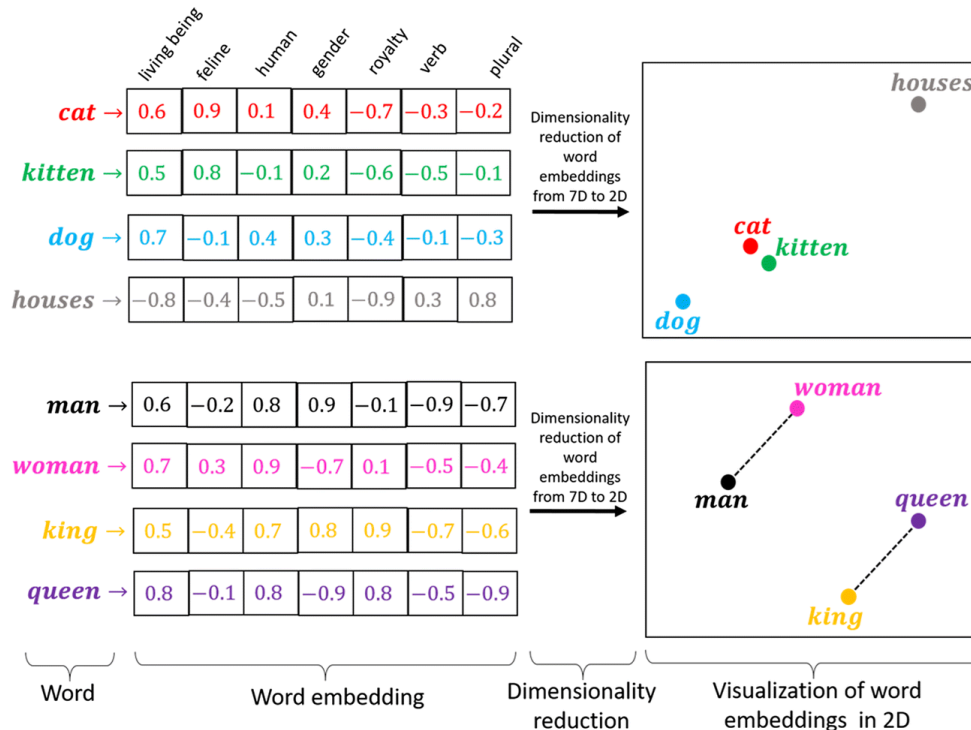 living being feline human gender royalty verb plural
cat → 0.6 0.9 0.1 0.4 −0.7 −0.3 −0.2
kitten → 0.5 0.8 −0.1 0.2 −0.6 −0.5 −0.1
dog → 0.7 −0.1 0.4 0.3 −0.4 −0.1 −0.3
houses → −0.8 −0.4 −0.5 0.1 −0.9 0.3 0.8
Dimensionality
reduction of
word
embeddings
from 7D to 2D
houses
cat
kitten
dog
man → 0.6 −0.2 0.8 0.9 −0.1 −0.9 −0.7
woman → 0.7 0.3 0.9 −0.7 0.1 −0.5 −0.4
king → 0.5 −0.4 0.7 0.8 0.9 −0.7 −0.6
queen → 0.8 −0.1 0.8 −0.9 0.8 −0.5 −0.9
Dimensionality
reduction of
word
embeddings
from 7D to 2D
woman
man
queen
king
Word
Word embedding
Dimensionality
reduction
Visualization of word
embeddings in 2D